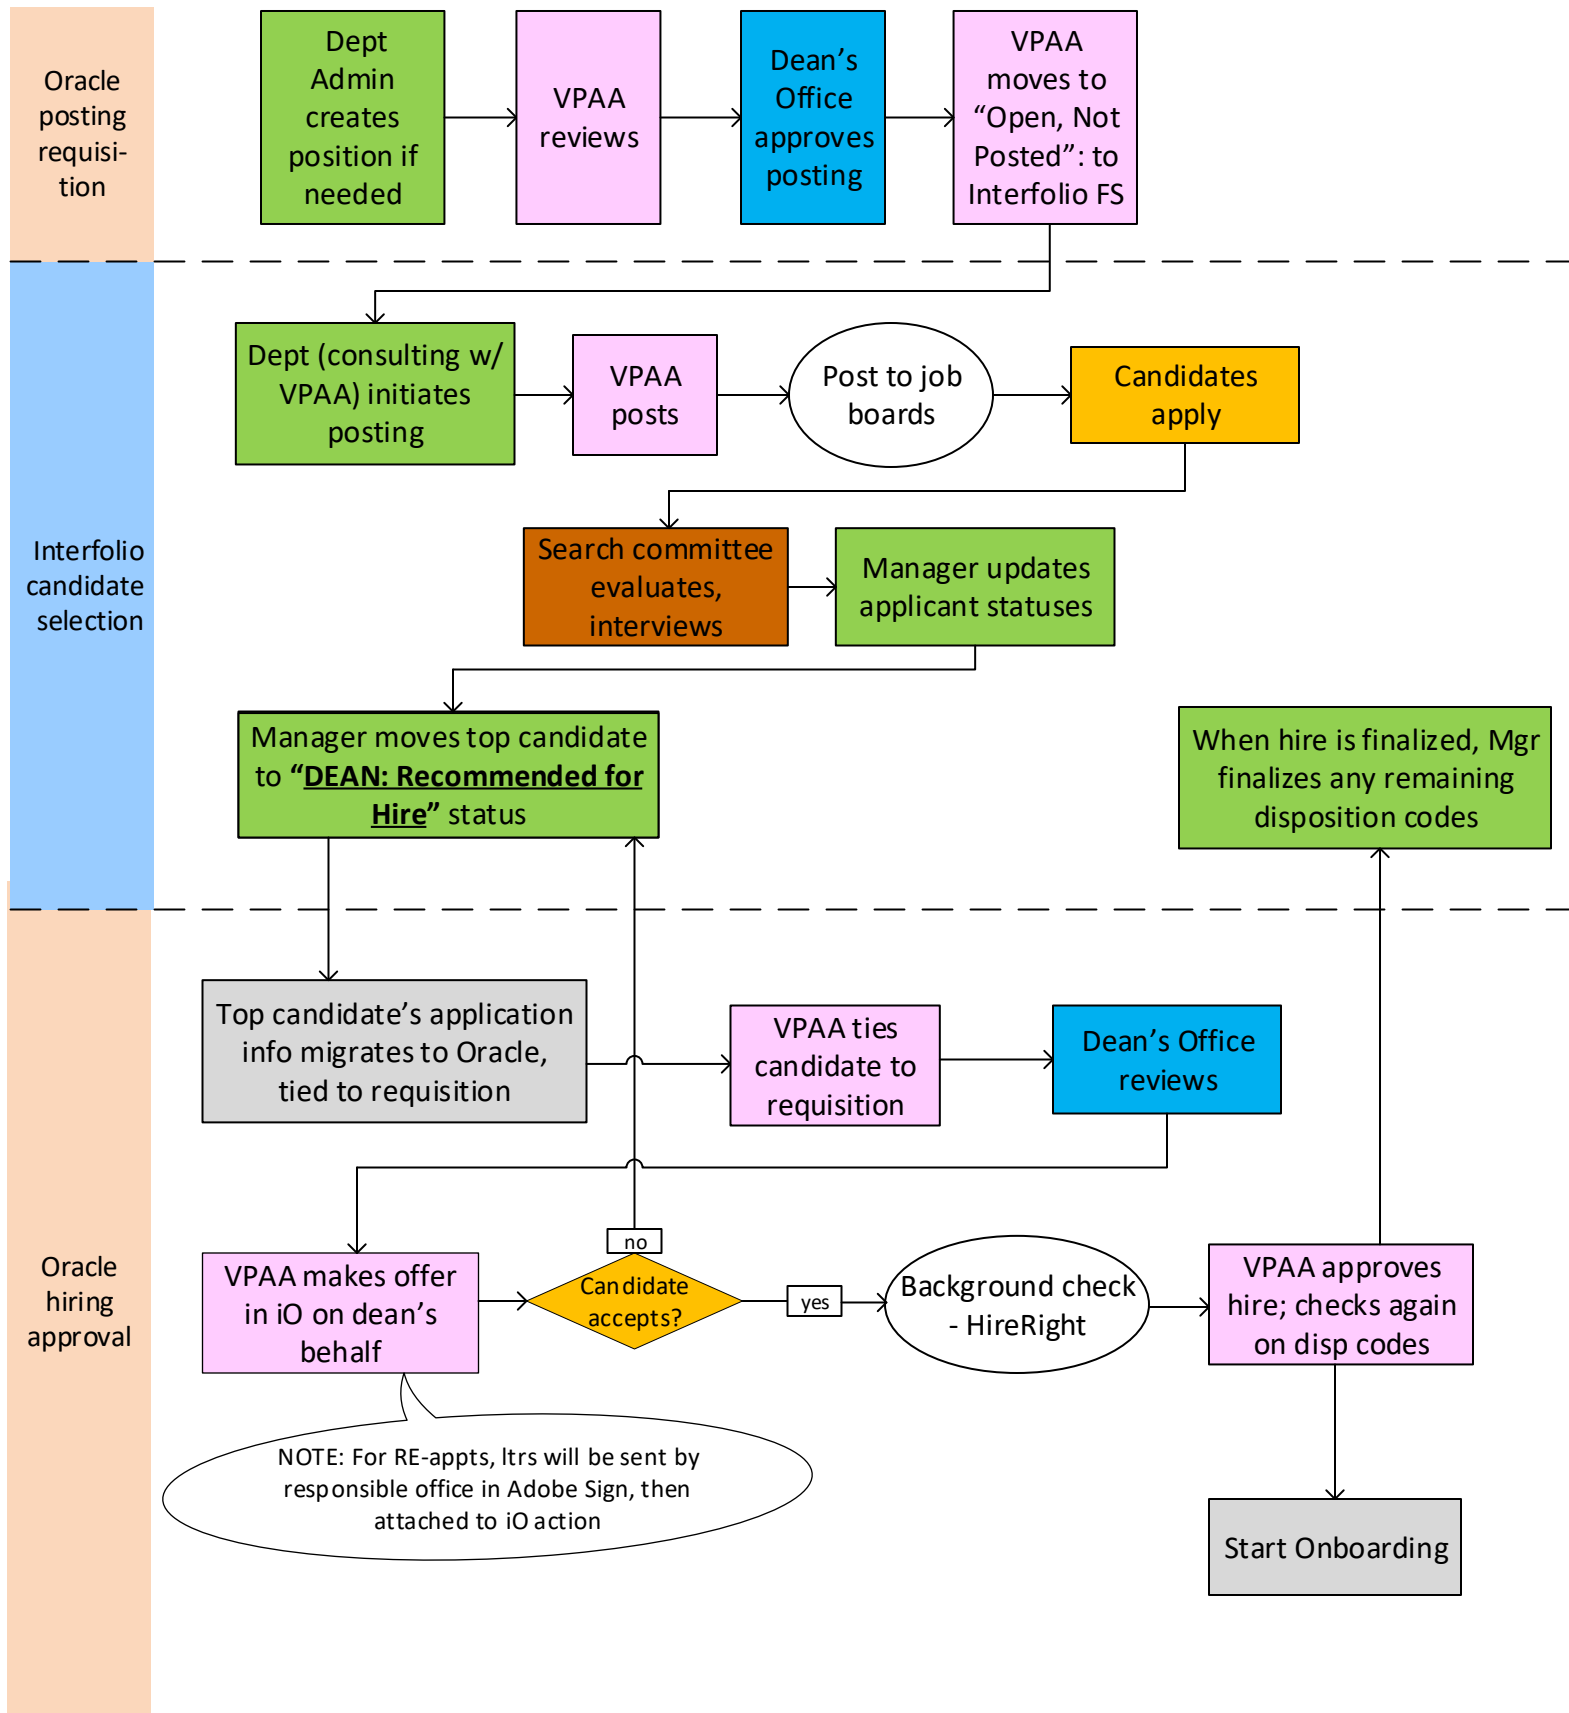 Oracle
posting
requisi-
tion
Dept
Admin
creates
position if
needed
VPAA
reviews
Dean’s
Office
approves
posting
VPAA
moves to
“Open, Not
Posted”: to
Interfolio FS
Interfolio
candidate
selection
Dept (consulting w/
VPAA) initiates
posting
VPAA
posts
Post to job
boards
Candidates
apply
Search committee
evaluates,
interviews
Manager updates
applicant statuses
Manager moves top candidate
to “DEAN: Recommended for
Hire” status
When hire is finalized, Mgr
finalizes any remaining
disposition codes
Oracle
hiring
approval
Top candidate’s application
info migrates to Oracle,
tied to requisition
VPAA ties
candidate to
requisition
Dean’s Office
reviews
VPAA makes offer
in iO on dean’s
behalf
no
Candidate
accepts?
yes
Background check
- HireRight
VPAA approves
hire; checks again
on disp codes
NOTE: For RE-appts, ltrs will be sent by
responsible office in Adobe Sign, then
attached to iO action
Start Onboarding